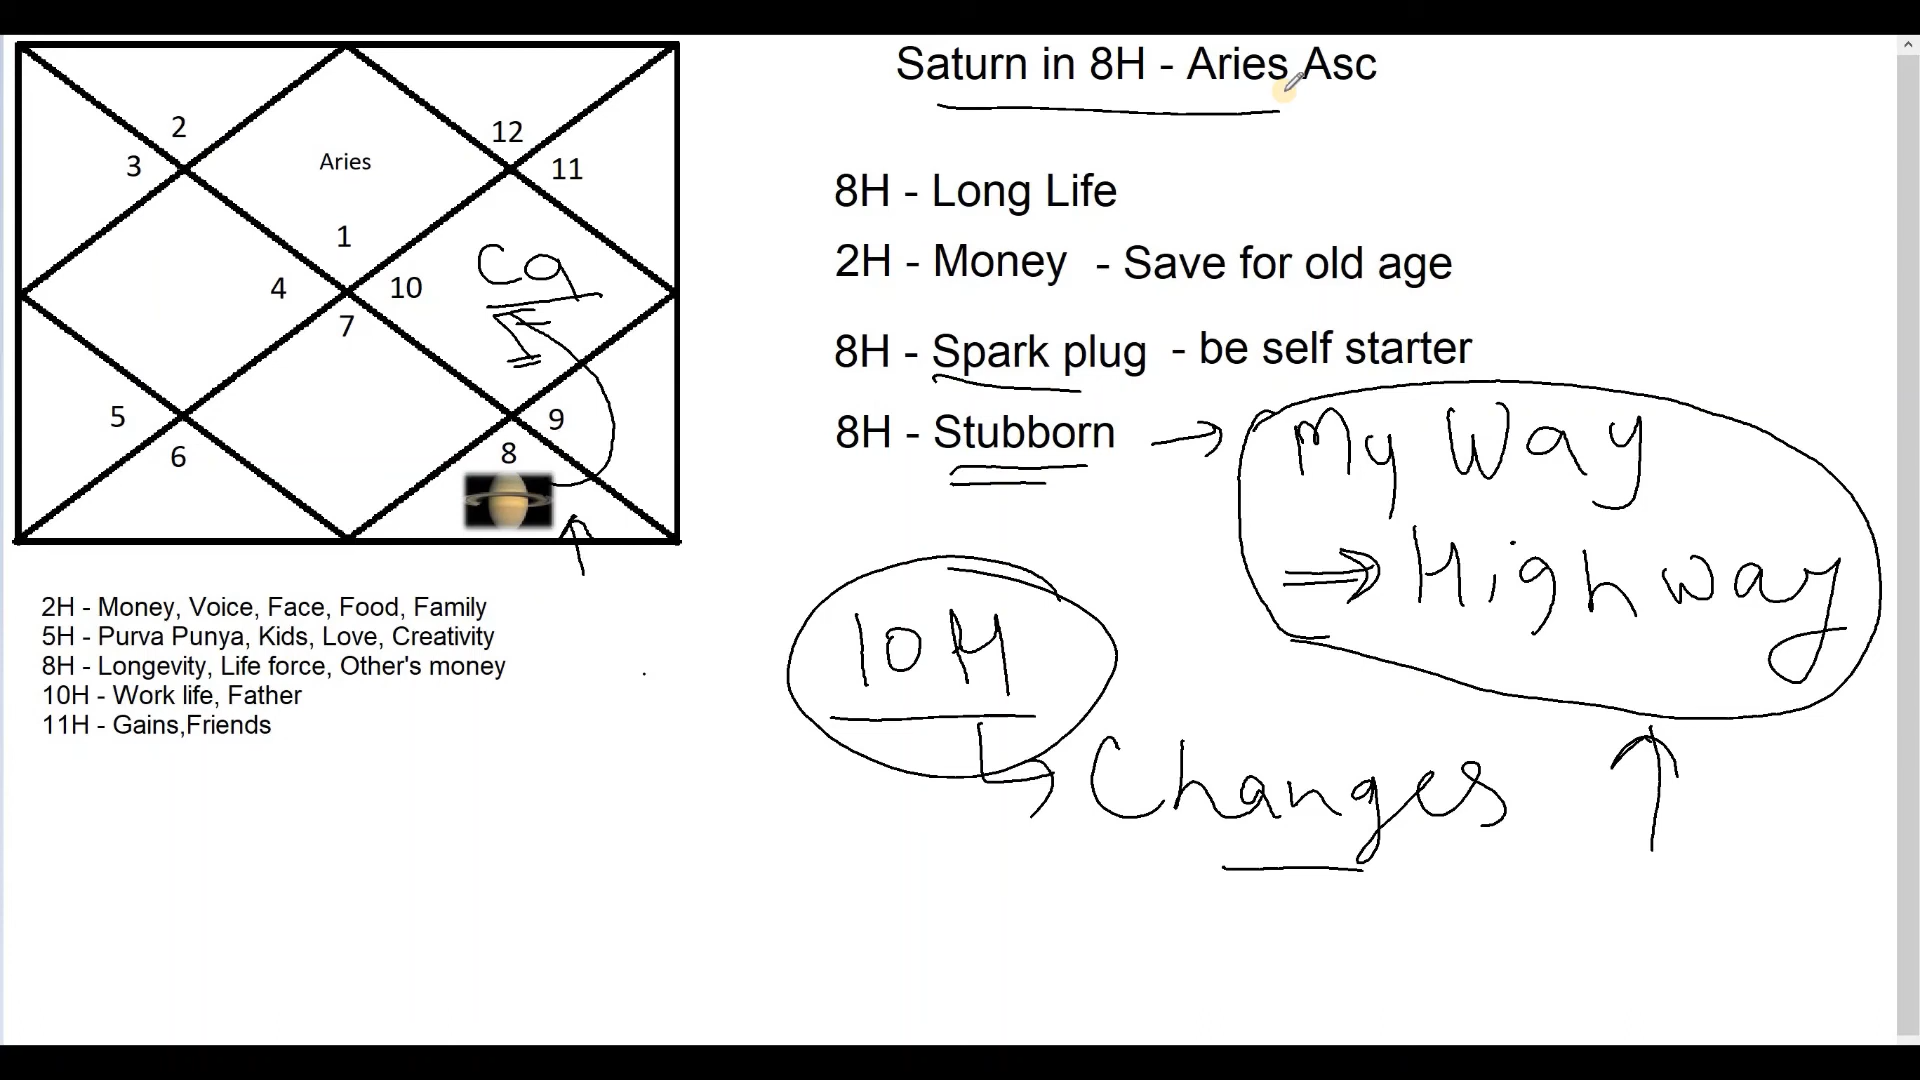 Saturn in 8H - Aries Asc
2
12
3
Aries
11
1
4
10
7
5
9
6
8
8H - Long Life
2H - Money - Save for old age
8H - Spark plug - be self starter
8H - Stubborn → My Way
⇒ Highway
10H
↳ Changes
2H - Money, Voice, Face, Food, Family
5H - Purva Punya, Kids, Love, Creativity
8H - Longevity, Life force, Other's money
10H - Work life, Father
11H - Gains,Friends